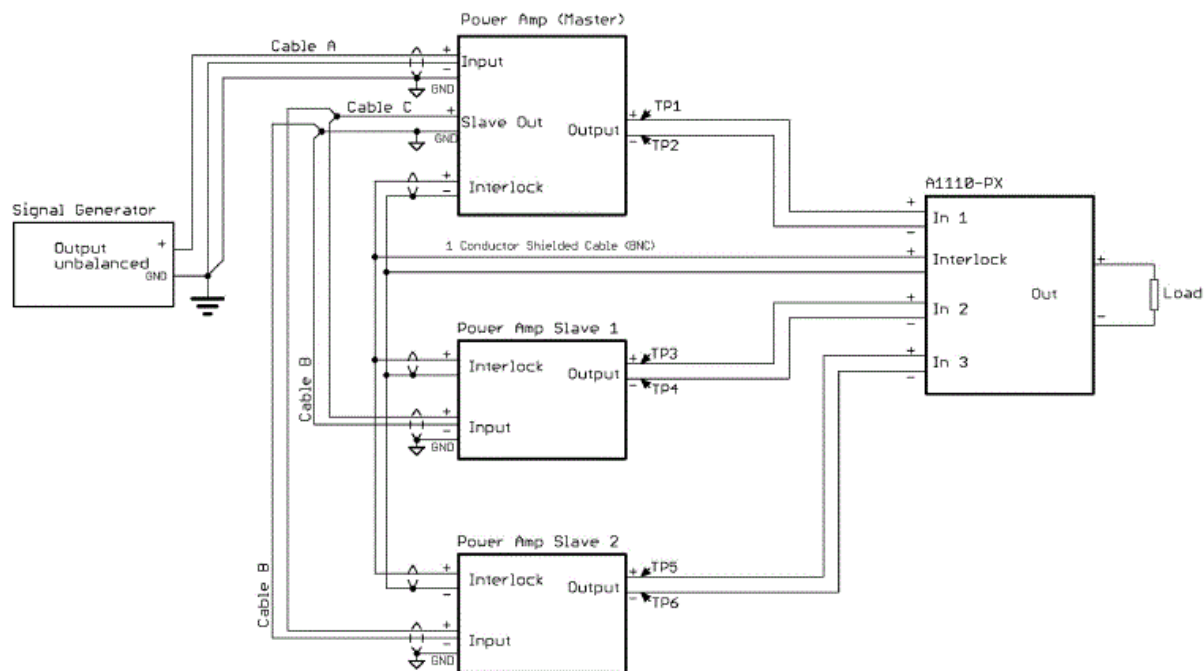 Power Amp (Master)
Cable A
+
Input
-
GND
Cable C
+
Slave Out
GND
Output
+
TP1
-
TP2
+
Interlock
-
Signal Generator
Output
unbalanced
+
GND
A1110-PX
+
In 1
-
1 Conductor Shielded Cable (BNC)
+
Interlock
+
In 2
-
+
In 3
-
Out
+
-
Load
Power Amp Slave 1
+
Interlock
-
Output
+
TP3
-
TP4
+
Input
-
GND
Cable B
Power Amp Slave 2
+
Interlock
-
Output
+
TP5
-
TP6
+
Input
-
GND
Cable B